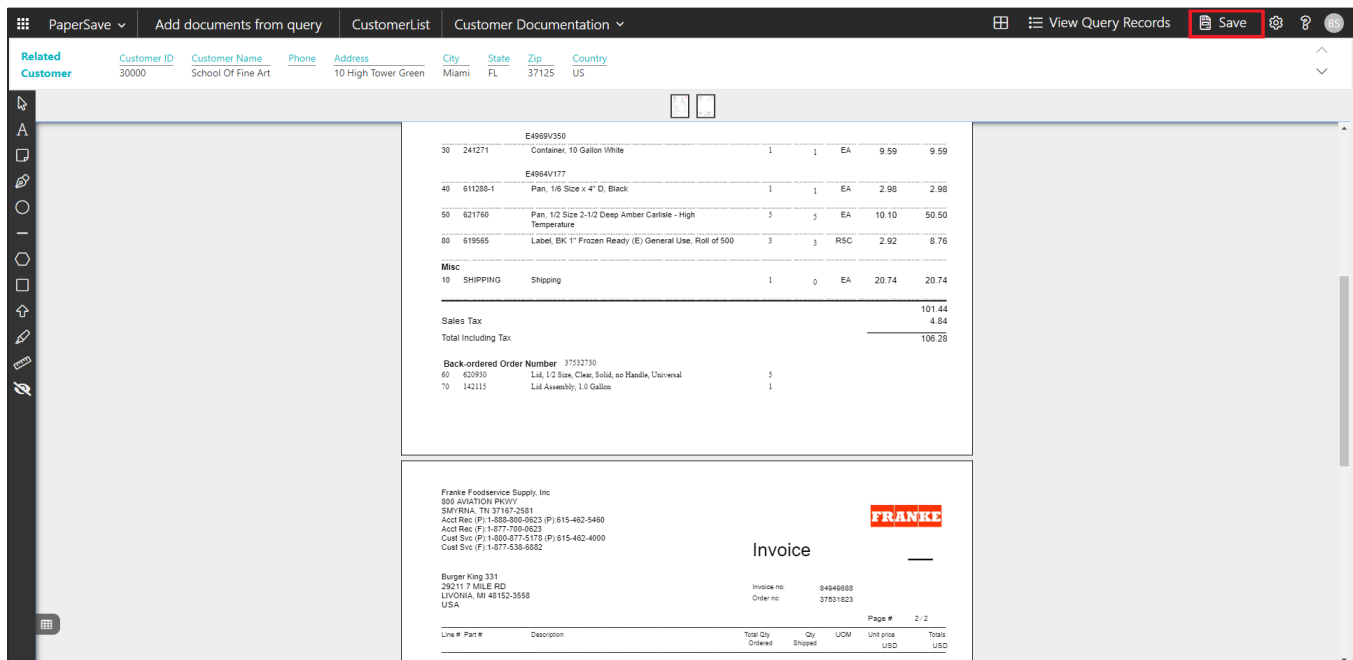 PaperSave Add documents from query CustomerList Customer Documentation View Query Records Save BS
Related Customer
Customer ID Customer Name Phone Address City State Zip Country
30000 School Of Fine Art 10 High Tower Green Miami FL 37125 US
A
E4969V350
30 241271 Container, 10 Gallon White 1 1 EA 9.59 9.59
E4964V177
40 611288-1 Pan, 1/6 Size x 4" D, Black 1 1 EA 2.98 2.98
50 621760 Pan, 1/2 Size 2-1/2 Deep Amber Carlisle - High 5 5 EA 10.10 50.50
Temperature
80 619565 Label, BK 1" Frozen Ready (E) General Use, Roll of 500 3 3 RSC 2.92 8.76
Misc
10 SHIPPING Shipping 1 0 EA 20.74 20.74
101.44
Sales Tax 4.84
Total Including Tax 106.28
Back-ordered Order Number 37532730
60 620930 Lid, 1/2 Size, Clear, Solid, no Handle, Universal 5
70 142115 Lid Assembly, 1.0 Gallon 1
Franke Foodservice Supply, Inc
800 AVIATION PKWY
SMYRNA, TN 37167-2581
Acct Rec (P):1-888-800-0623 (P):615-462-5460
Acct Rec (F):1-877-700-0623
Cust Svc (P):1-800-877-5178 (P):615-462-4000
Cust Svc (F):1-877-538-6882
FRANKE
Invoice
Burger King 331
29211 7 MILE RD
LIVONIA, MI 48152-3558
USA
Invoice no: 84949888
Order no: 37531823
Page # 2 / 2
Line # Part # Description Total Qty Ordered Qty Shipped UOM Unit price USD Totals USD